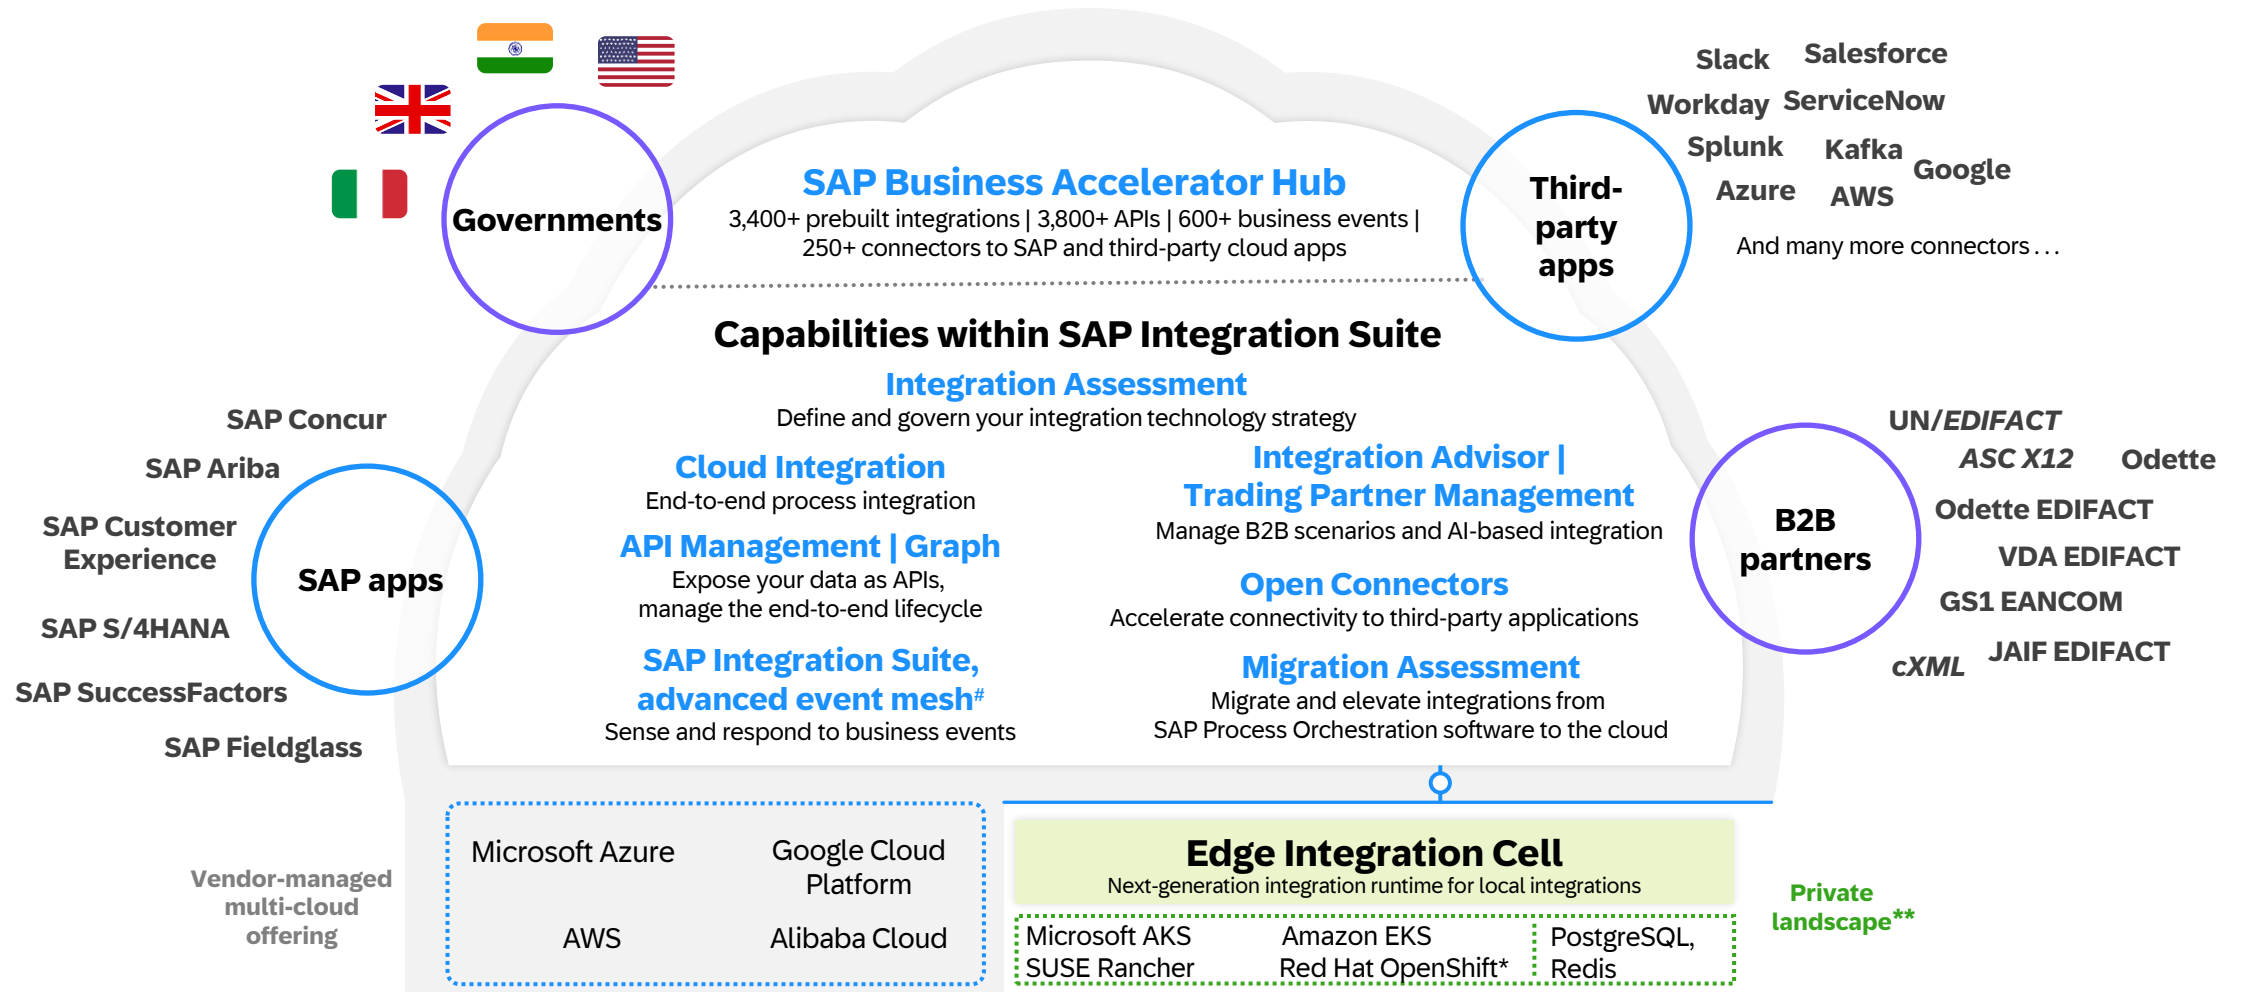 Governments
SAP Business Accelerator Hub
3,400+ prebuilt integrations | 3,800+ APIs | 600+ business events |
250+ connectors to SAP and third-party cloud apps
Third-
party
apps
Slack
Salesforce
Workday
ServiceNow
Splunk
Kafka
Google
Azure
AWS
And many more connectors...
Capabilities within SAP Integration Suite
Integration Assessment
Define and govern your integration technology strategy
Cloud Integration
End-to-end process integration
API Management | Graph
Expose your data as APIs,
manage the end-to-end lifecycle
SAP Integration Suite,
advanced event mesh#
Sense and respond to business events
Integration Advisor |
Trading Partner Management
Manage B2B scenarios and AI-based integration
Open Connectors
Accelerate connectivity to third-party applications
Migration Assessment
Migrate and elevate integrations from
SAP Process Orchestration software to the cloud
SAP Concur
SAP Ariba
SAP Customer
Experience
SAP apps
SAP S/4HANA
SAP SuccessFactors
SAP Fieldglass
B2B
partners
UN/EDIFACT
ASC X12
Odette
Odette EDIFACT
VDA EDIFACT
GS1 EANCOM
JAIF EDIFACT
cXML
Vendor-managed
multi-cloud
offering
Microsoft Azure
Google Cloud
Platform
AWS
Alibaba Cloud
Edge Integration Cell
Next-generation integration runtime for local integrations
Microsoft AKS
SUSE Rancher
Amazon EKS
Red Hat OpenShift*
PostgreSQL,
Redis
Private
landscape**